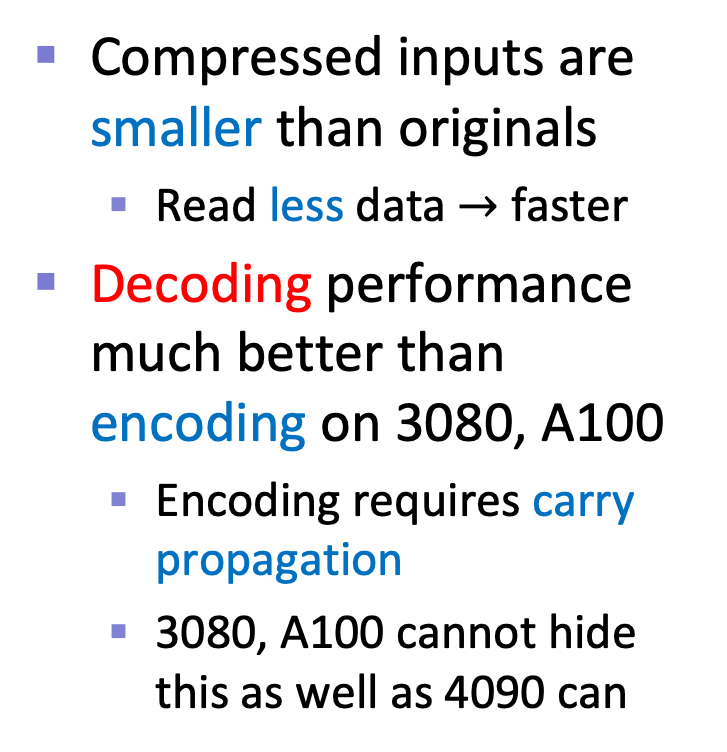 ▪ Compressed inputs are
smaller than originals
▪ Read less data → faster
▪ Decoding performance
much better than
encoding on 3080, A100
▪ Encoding requires carry
propagation
▪ 3080, A100 cannot hide
this as well as 4090 can